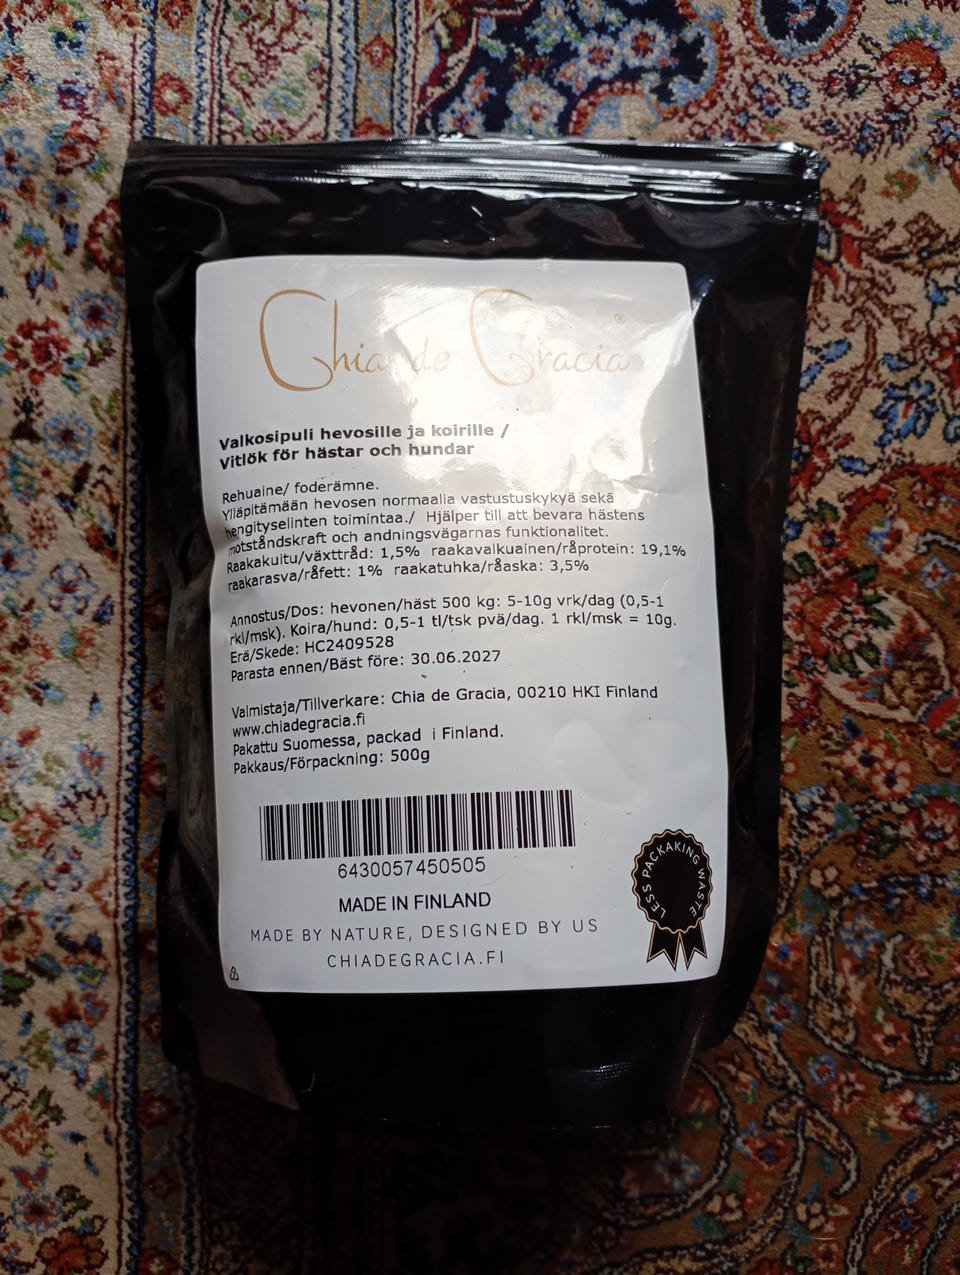 Chia de Gracia ®
Valkosipuli hevosille ja koirille /
Vitlök för hästar och hundar
Rehuaine/ foderämne.
Ylläpitämään hevosen normaalia vastustuskykyä sekä
hengityselinten toimintaa./ Hjälper till att bevara hästens
motståndskraft och andningsvägarnas funktionalitet.
Raakakuitu/växttråd: 1,5% raakavalkuainen/råprotein: 19,1%
raakarasva/råfett: 1% raakatuhka/råaska: 3,5%
Annostus/Dos: hevonen/häst 500 kg: 5-10g vrk/dag (0,5-1
rkl/msk). Koira/hund: 0,5-1 tl/tsk pvä/dag. 1 rkl/msk = 10g.
Erä/Skede: HC2409528
Parasta ennen/Bäst före: 30.06.2027
Valmistaja/Tillverkare: Chia de Gracia, 00210 HKI Finland
www.chiadegracia.fi
Pakattu Suomessa, packad i Finland.
Pakkaus/Förpackning: 500g
6430057450505
MADE IN FINLAND
MADE BY NATURE, DESIGNED BY US
CHIADEGRACIA.FI
LESS PACKAKING WASTE